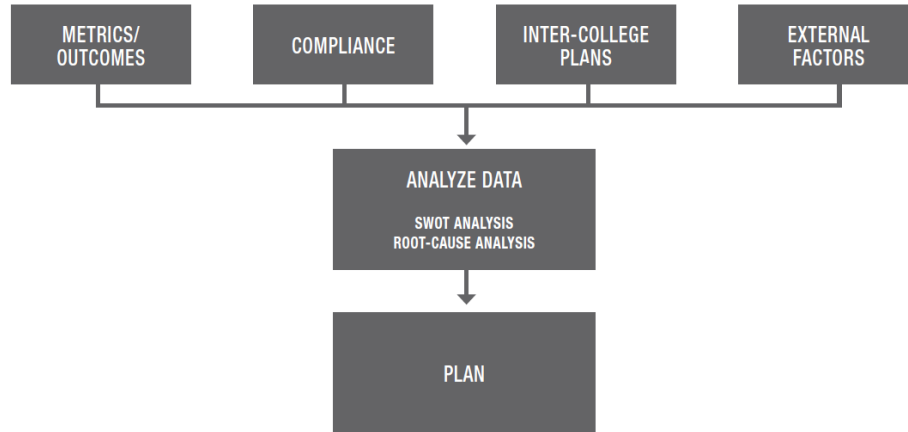 METRICS/
OUTCOMES
COMPLIANCE
INTER-COLLEGE
PLANS
EXTERNAL
FACTORS
ANALYZE DATA
SWOT ANALYSIS
ROOT-CAUSE ANALYSIS
PLAN